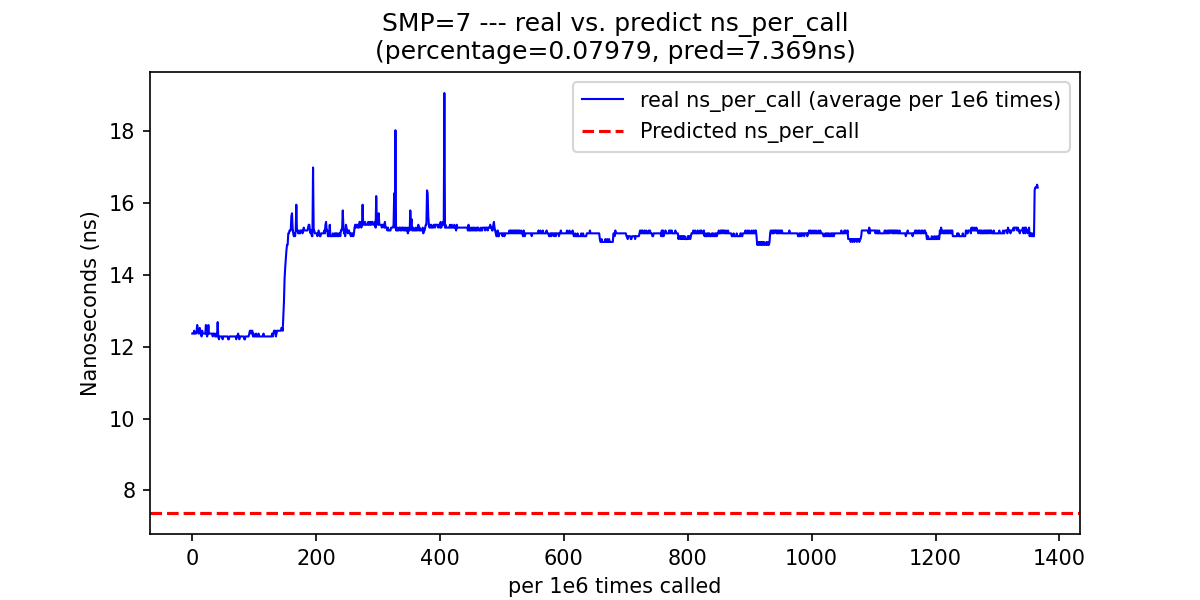 SMP=7 --- real vs. predict ns_per_call
(percentage=0.07979, pred=7.369ns)
real ns_per_call (average per 1e6 times)
Predicted ns_per_call
Nanoseconds (ns)
18
16
14
12
10
8
0 200 400 600 800 1000 1200 1400
per 1e6 times called